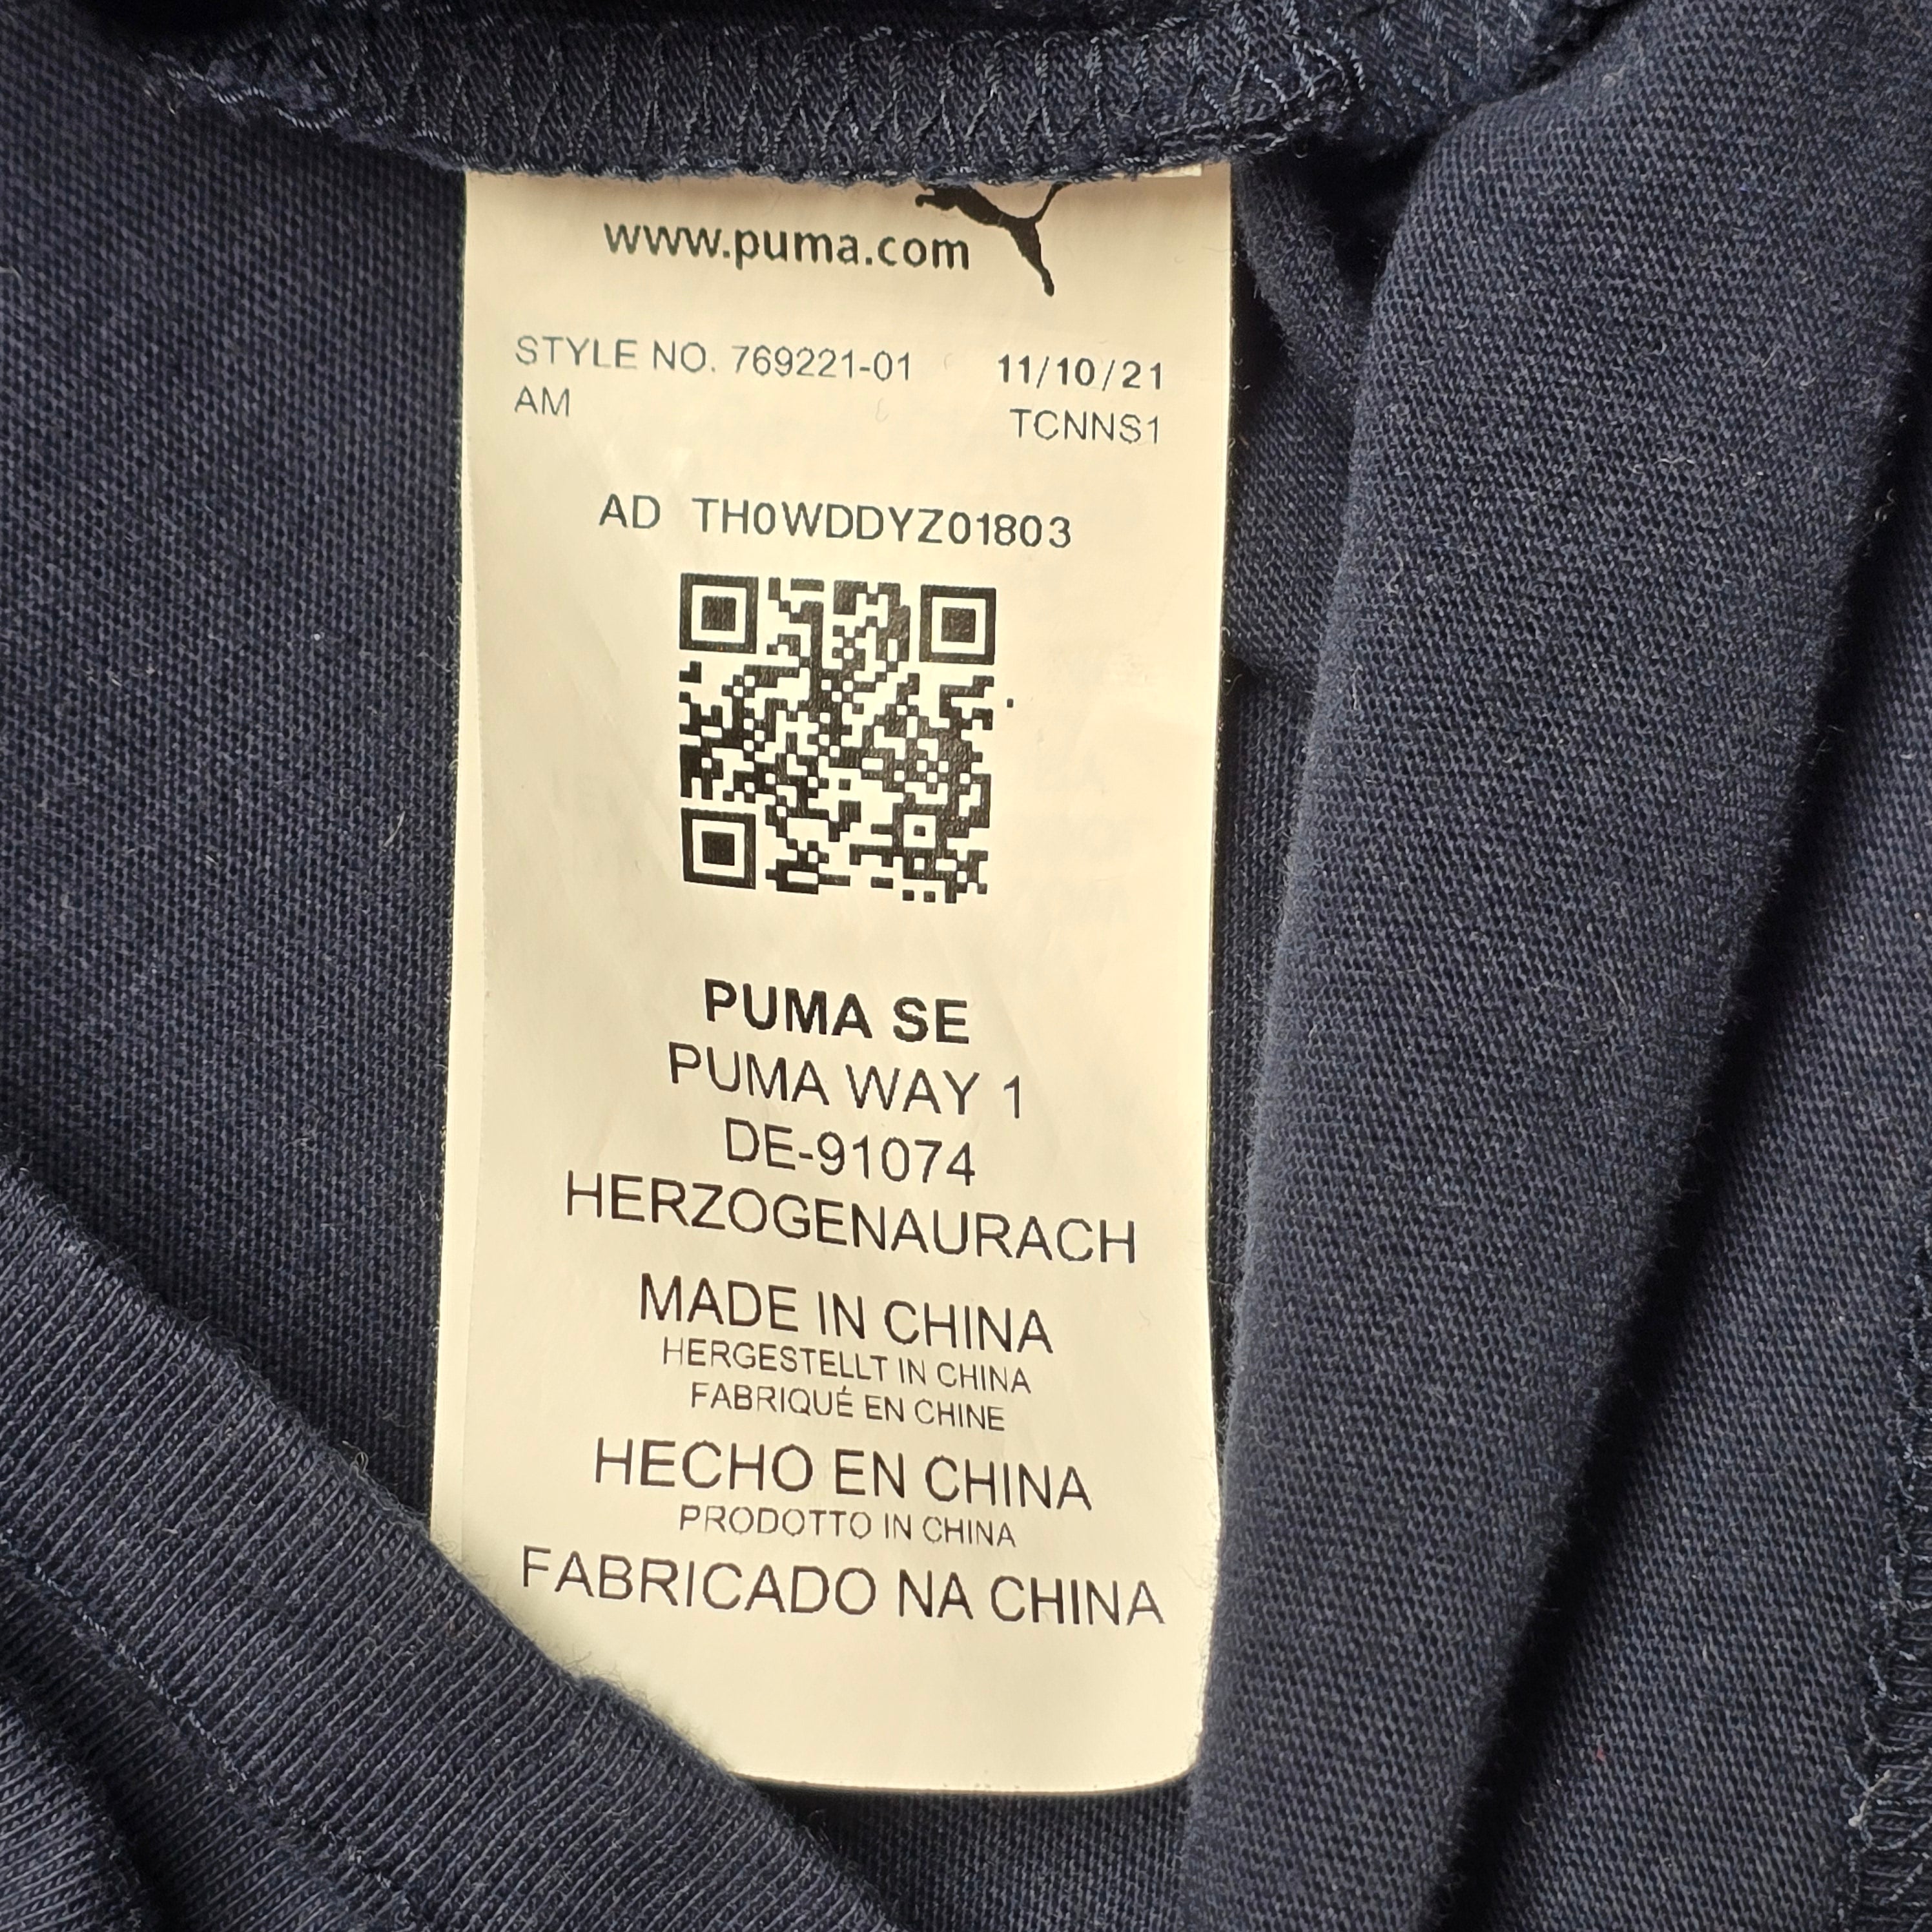 www.puma.com
STYLE NO. 769221-01 11/10/21
AM TCNNS1
AD TH0WDDYZ01803
PUMA SE
PUMA WAY 1
DE-91074
HERZOGENAURACH
MADE IN CHINA
HERGESTELLT IN CHINA
FABRIQUÉ EN CHINE
HECHO EN CHINA
PRODOTTO IN CHINA
FABRICADO NA CHINA